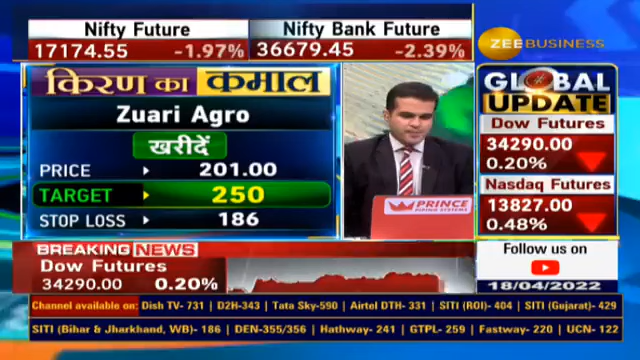 Nifty Future
17174.55 -1.97%
Nifty Bank Future
36679.45 -2.39%
ZEE BUSINESS
किरण का कमाल
Zuari Agro
खरीदें
PRICE 201.00
TARGET 250
STOP LOSS 186
PRINCE
PIPING SYSTEMS
GLOBAL
UPDATE
Dow Futures
34290.00
0.20%
Nasdaq Futures
13827.00
0.48%
BREAKING NEWS
Dow Futures
34290.00 0.20%
Follow us on
18/04/2022
Channel available on: Dish TV- 731 | D2H-343 | Tata Sky-590 | Airtel DTH- 331 | SITI (ROI)- 404 | SITI (Gujarat)- 429
SITI (Bihar & Jharkhand, WB)- 186 | DEN-355/356 | Hathway- 241 | GTPL- 259 | Fastway- 220 | UCN- 122